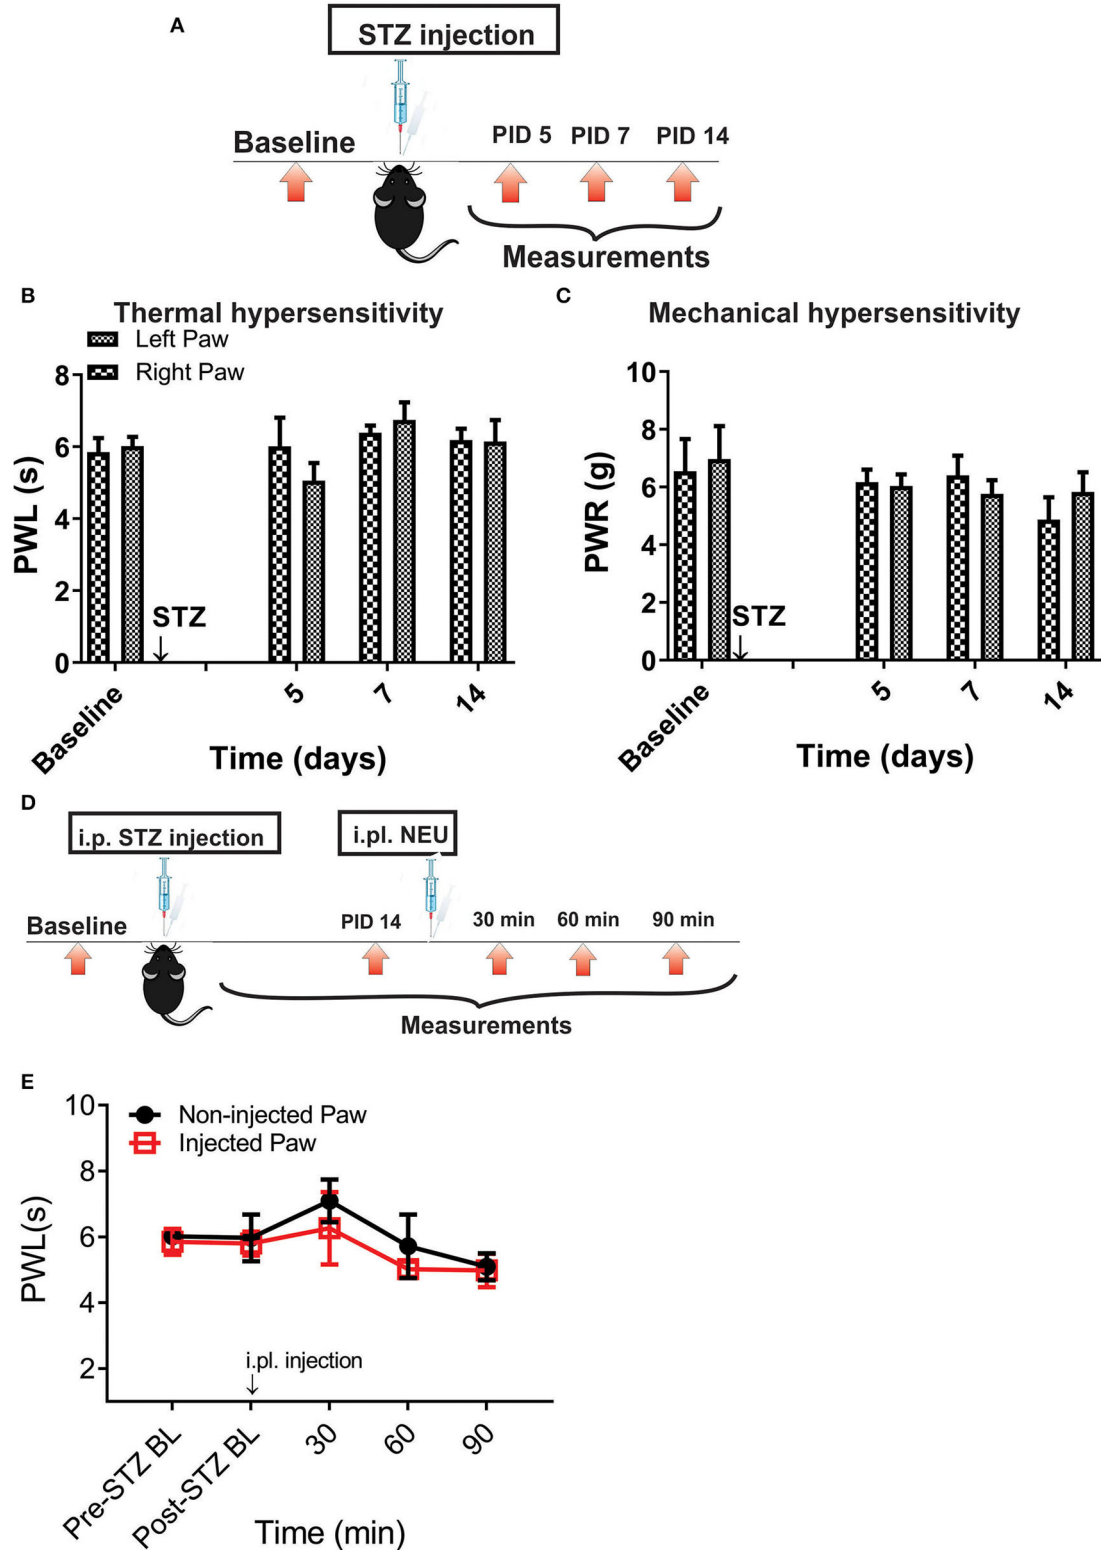 A
STZ injection
Baseline
PID 5 PID 7 PID 14
Measurements
B
Thermal hypersensitivity
Left Paw
Right Paw
8
6
4
2
0
PWL (s)
STZ
↓
Baseline 5 7 14
Time (days)
C
Mechanical hypersensitivity
10
8
6
4
2
0
PWR (g)
STZ
↓
Baseline 5 7 14
Time (days)
D
i.p. STZ injection
i.pl. NEU
Baseline
PID 14
30 min 60 min 90 min
Measurements
E
Non-injected Paw
Injected Paw
10
8
6
4
2
PWL(s)
i.pl. injection
↓
Pre-STZ BL Post-STZ BL 30 60 90
Time (min)